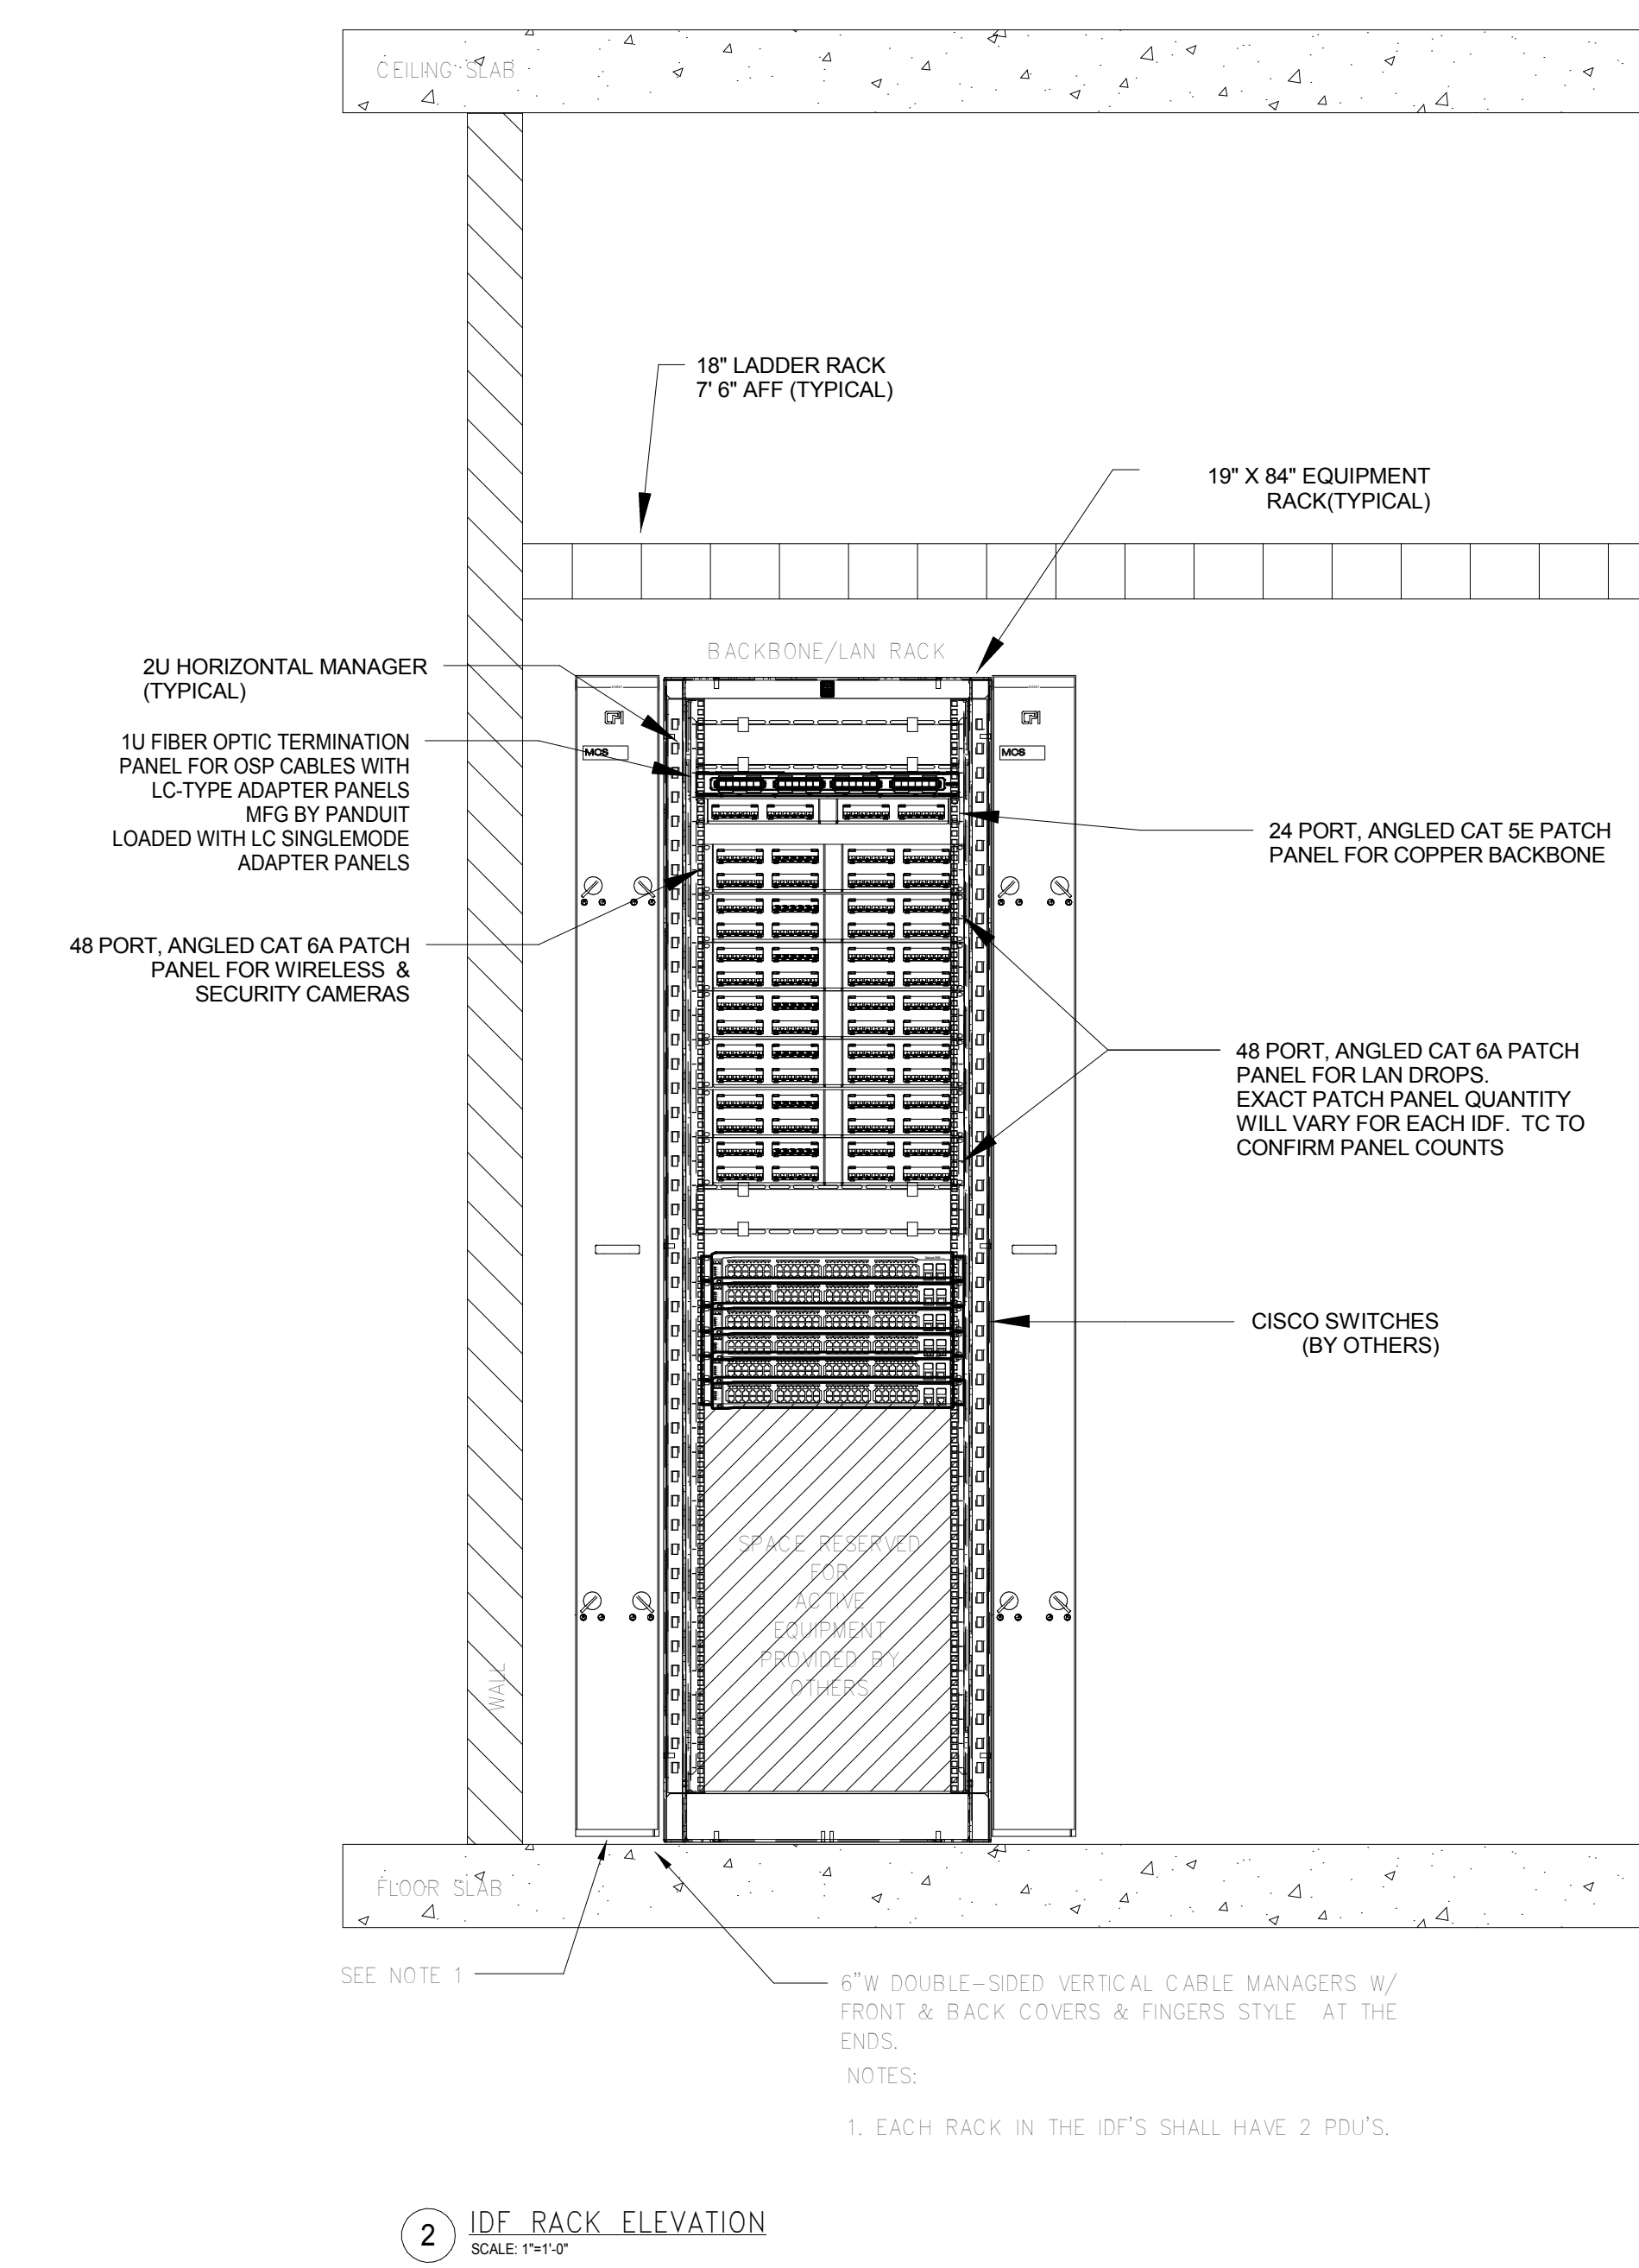 CEILING SLAB
18" LADDER RACK
7' 6" AFF (TYPICAL)
19" X 84" EQUIPMENT
RACK(TYPICAL)
BACKBONE/LAN RACK
2U HORIZONTAL MANAGER
(TYPICAL)
1U FIBER OPTIC TERMINATION
PANEL FOR OSP CABLES WITH
LC-TYPE ADAPTER PANELS
MFG BY PANDUIT
LOADED WITH LC SINGLEMODE
ADAPTER PANELS
CPI
MCS
CPI
MCS
24 PORT, ANGLED CAT 5E PATCH
PANEL FOR COPPER BACKBONE
48 PORT, ANGLED CAT 6A PATCH
PANEL FOR WIRELESS &
SECURITY CAMERAS
48 PORT, ANGLED CAT 6A PATCH
PANEL FOR LAN DROPS.
EXACT PATCH PANEL QUANTITY
WILL VARY FOR EACH IDF. TC TO
CONFIRM PANEL COUNTS
CISCO SWITCHES
(BY OTHERS)
SPACE RESERVED
FOR
ACTIVE
EQUIPMENT
PROVIDED BY
OTHERS
WALL
FLOOR SLAB
SEE NOTE 1
6"W DOUBLE-SIDED VERTICAL CABLE MANAGERS W/
FRONT & BACK COVERS & FINGERS STYLE AT THE
ENDS.
NOTES:
1. EACH RACK IN THE IDF'S SHALL HAVE 2 PDU'S.
2 IDF RACK ELEVATION
SCALE: 1"=1'-0"